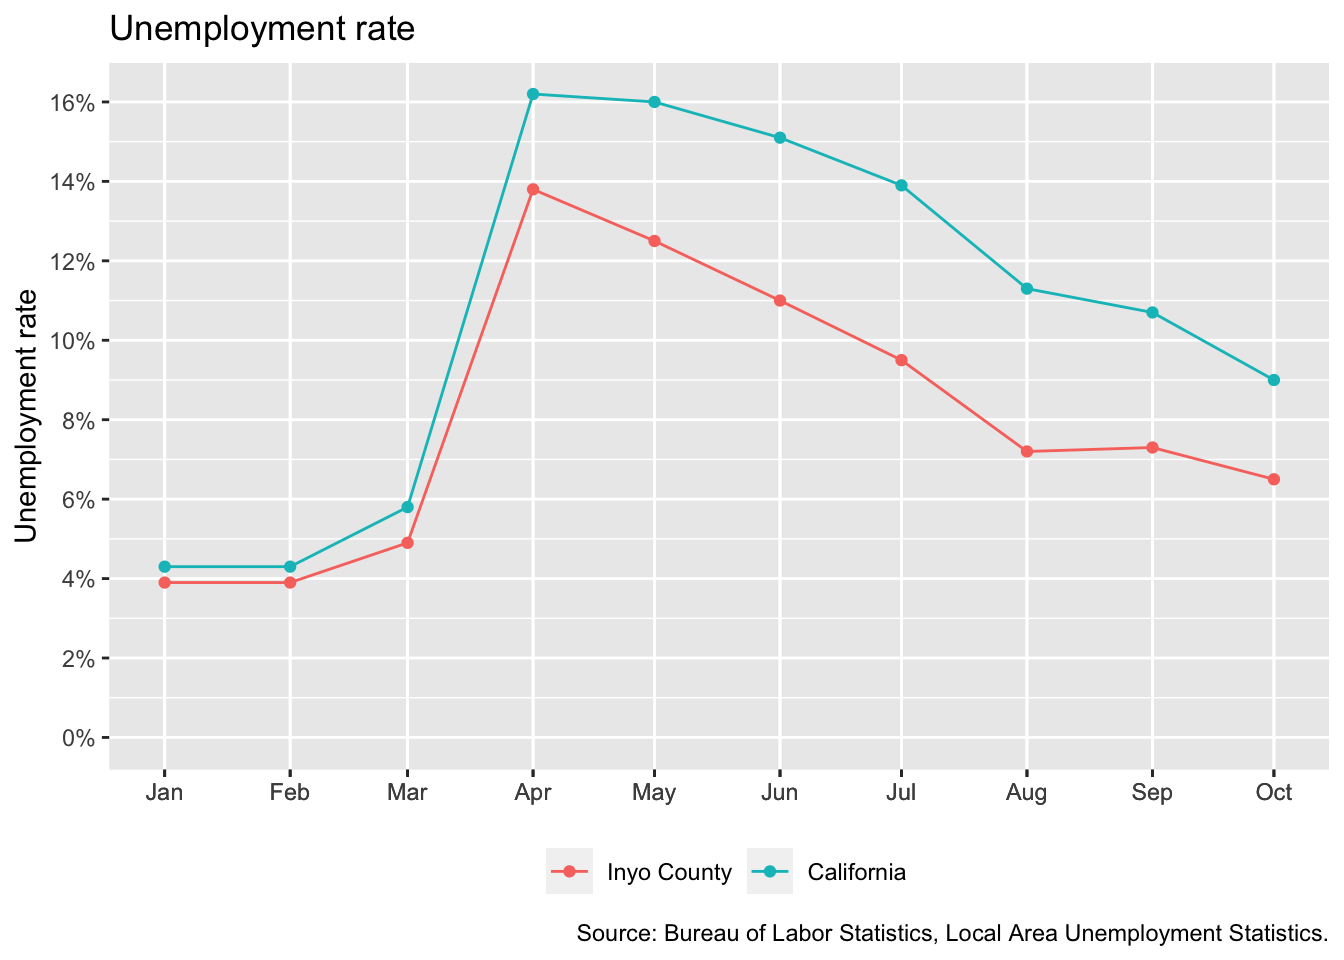 Unemployment rate
Unemployment rate
16%
14%
12%
10%
8%
6%
4%
2%
0%
Jan Feb Mar Apr May Jun Jul Aug Sep Oct
Inyo County California
Source: Bureau of Labor Statistics, Local Area Unemployment Statistics.